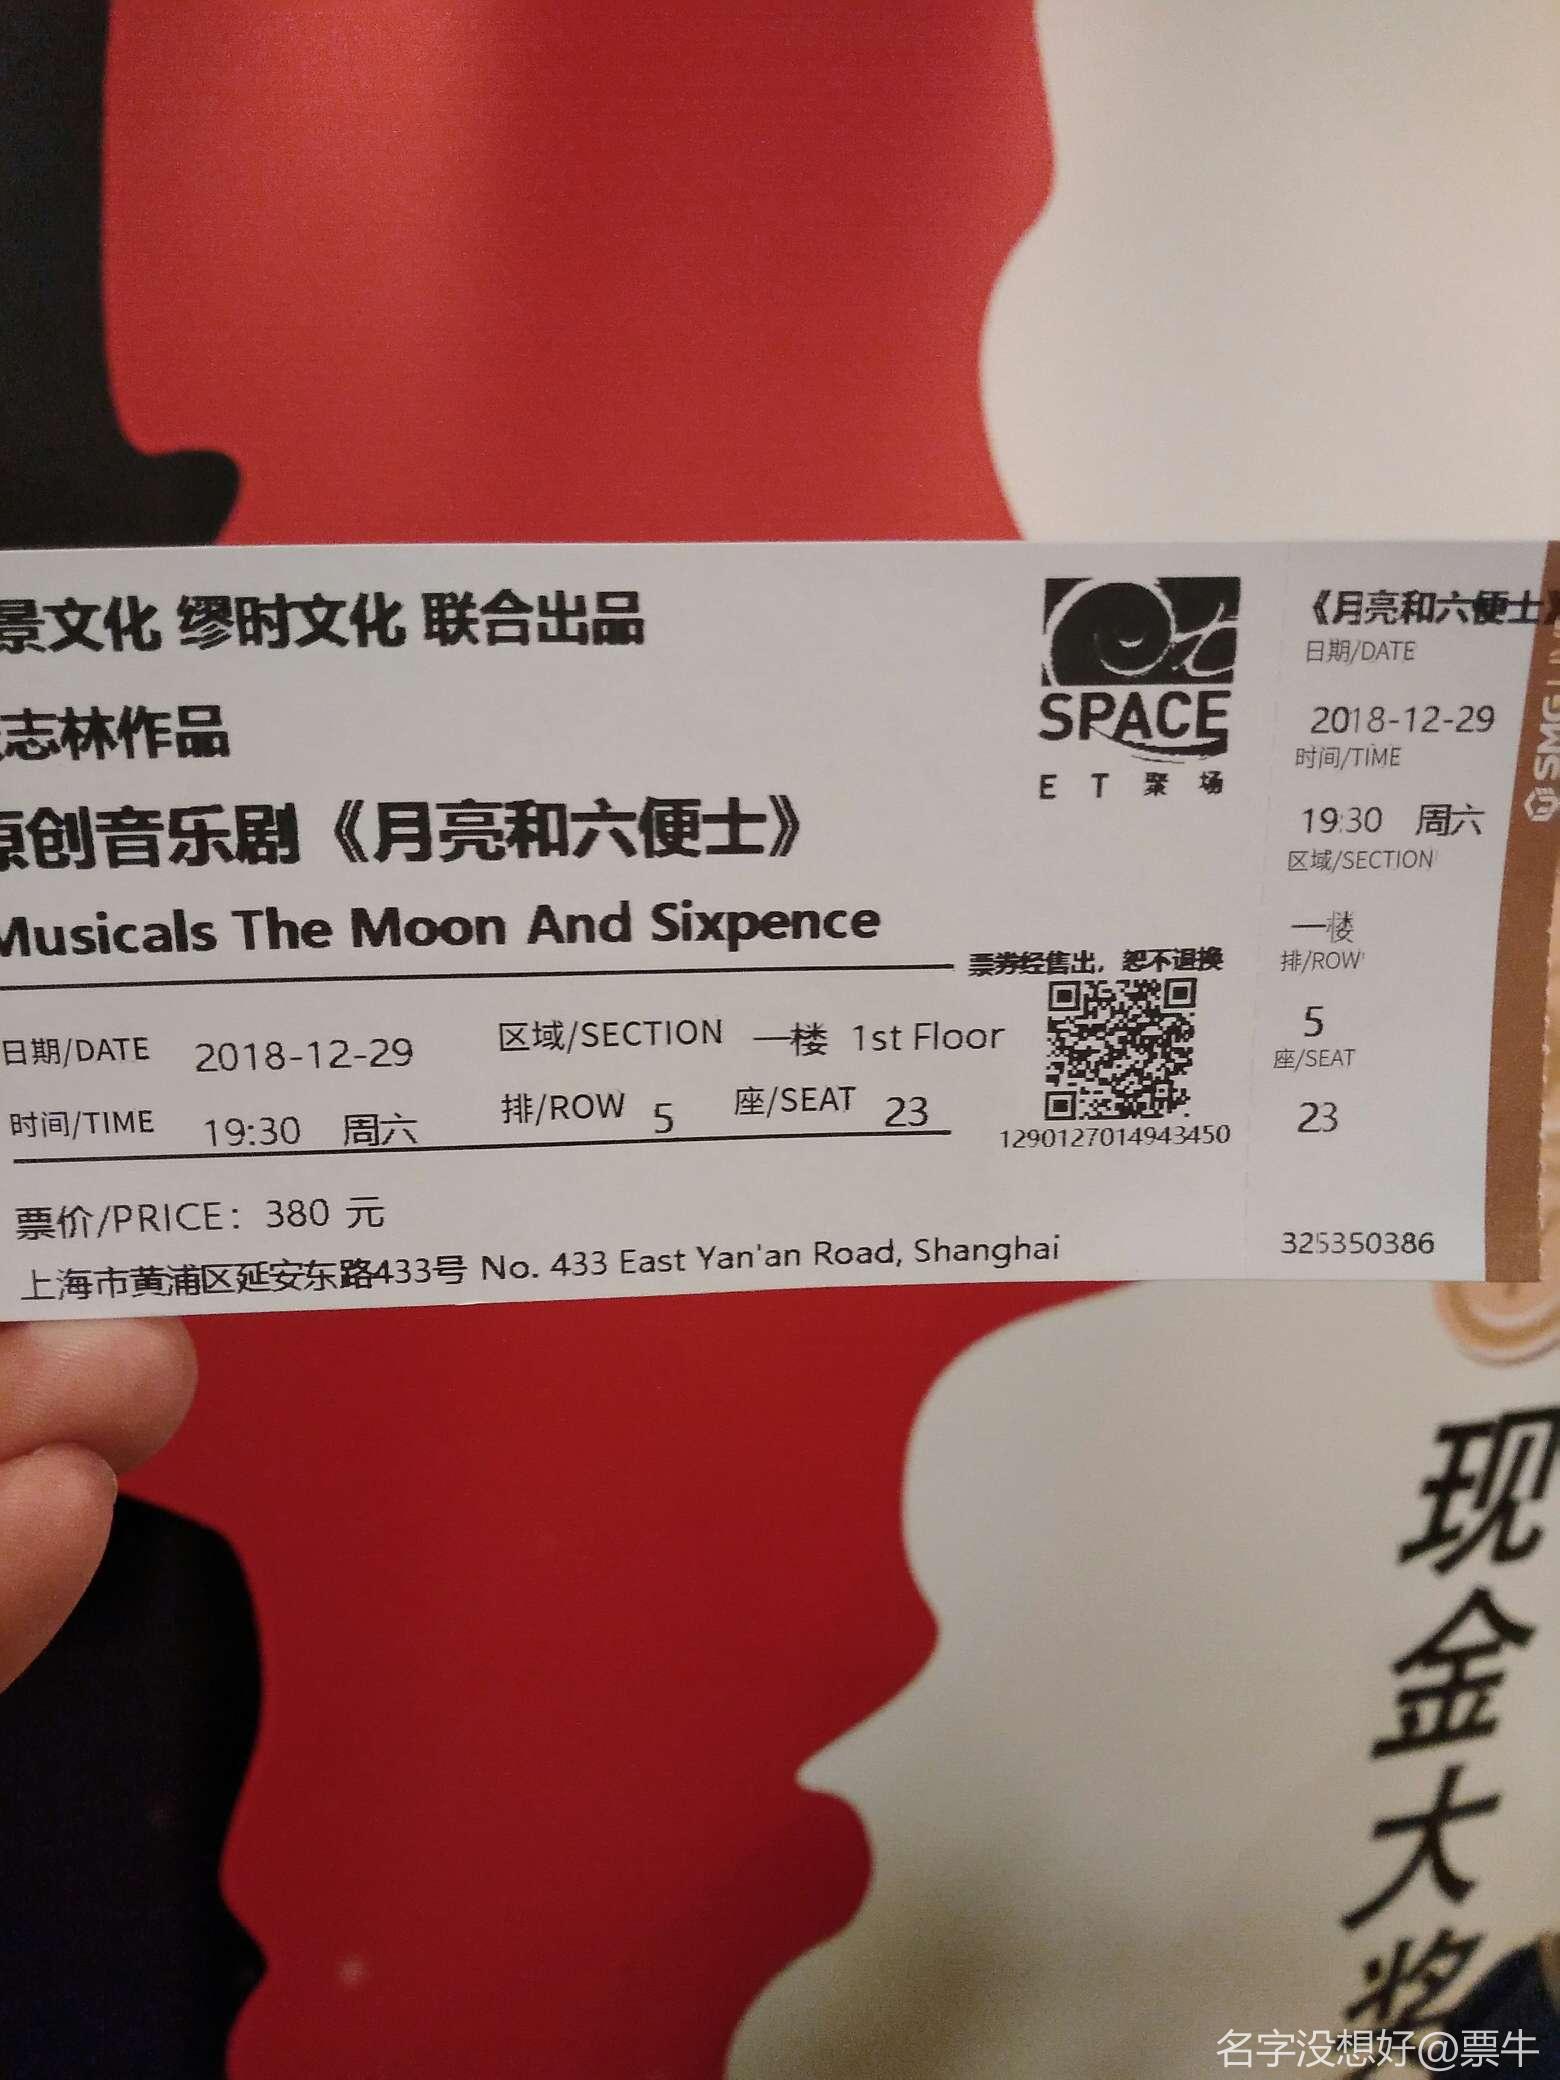 景文化 缪时文化 联合出品
志林作品
原创音乐剧《月亮和六便士》
Musicals The Moon And Sixpence
SPACE
ET聚场
票券经售出，恕不退换
日期/DATE 2018-12-29 区域/SECTION 一楼 1st Floor
时间/TIME 19:30 周六 排/ROW 5 座/SEAT 23
1290127014943450
票价/PRICE: 380 元
上海市黄浦区延安东路433号 No. 433 East Yan'an Road, Shanghai
《月亮和六便士》
日期/DATE
2018-12-29
时间/TIME
19:30 周六
区域/SECTION
一楼
排/ROW
5
座/SEAT
23
325350386
SMG LIVE
现金大奖
名字没想好@票牛